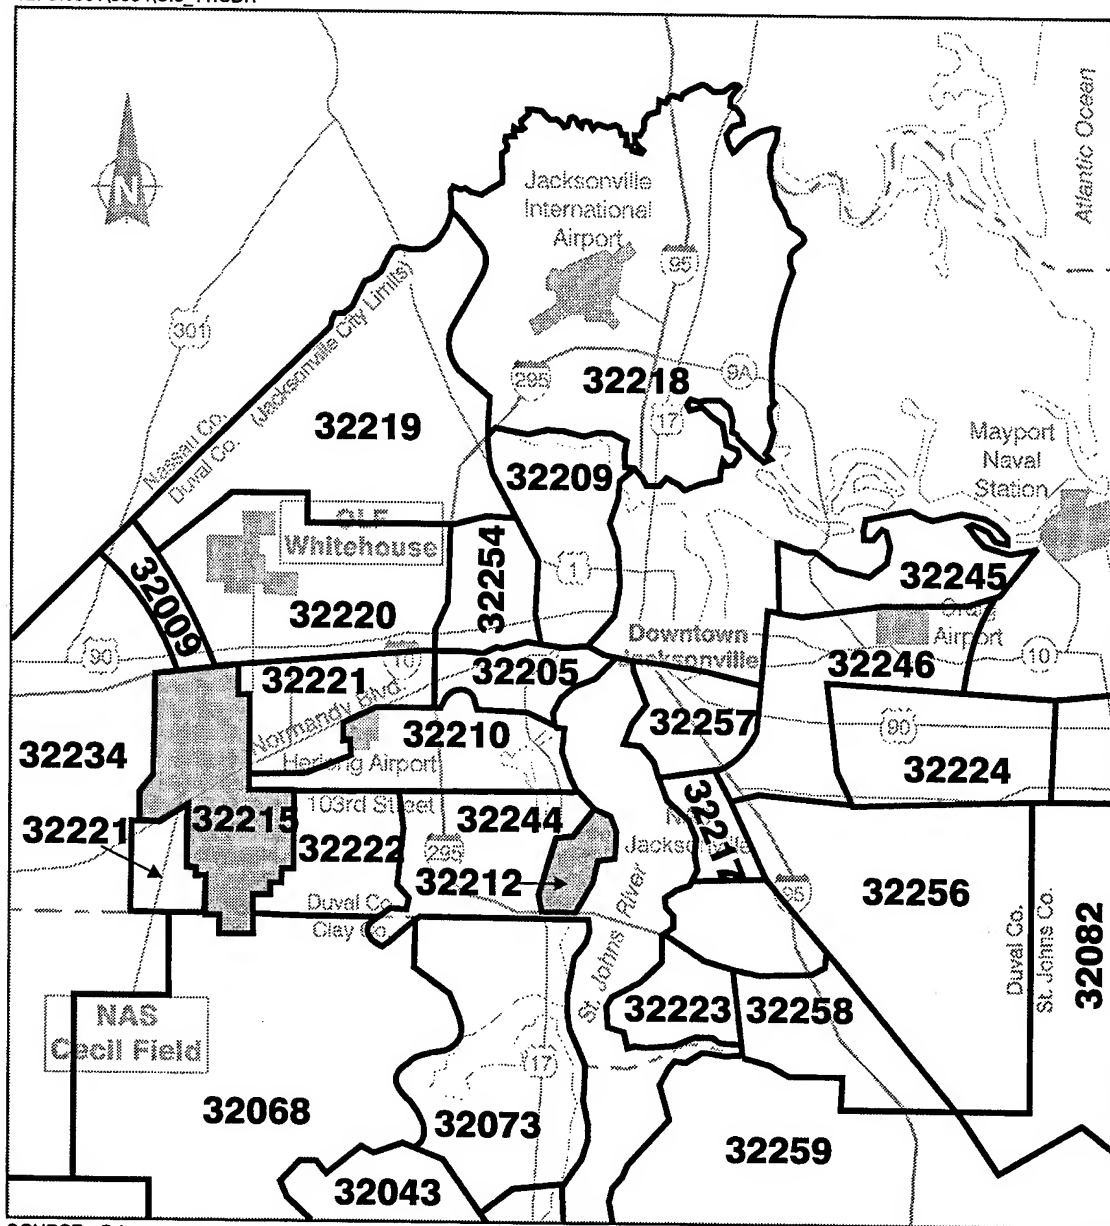 Atlantic Ocean
N
Jacksonville
International
Airport
95
301
(Jacksonville City Limits)
Nassau Co.
Duval Co.
295
32218
9A
17
32219
Mayport
Naval
Station
32209
OLF
Whitehouse
32254
1
32009
32220
32245
Airport
Downtown
Jacksonville
90
10
32205
32246
10
32221
Normandy Blvd.
32257
32210
90
32234
Herlong Airport
32224
103rd Street
32215
32244
32221
32222
295
Jacksonville
32217
32212
95
32256
Duval Co.
Clay Co.
St. Johns River
Duval Co.
St. Johns Co.
32082
NAS
Cecil Field
32223
32258
17
32068
32073
32259
32043